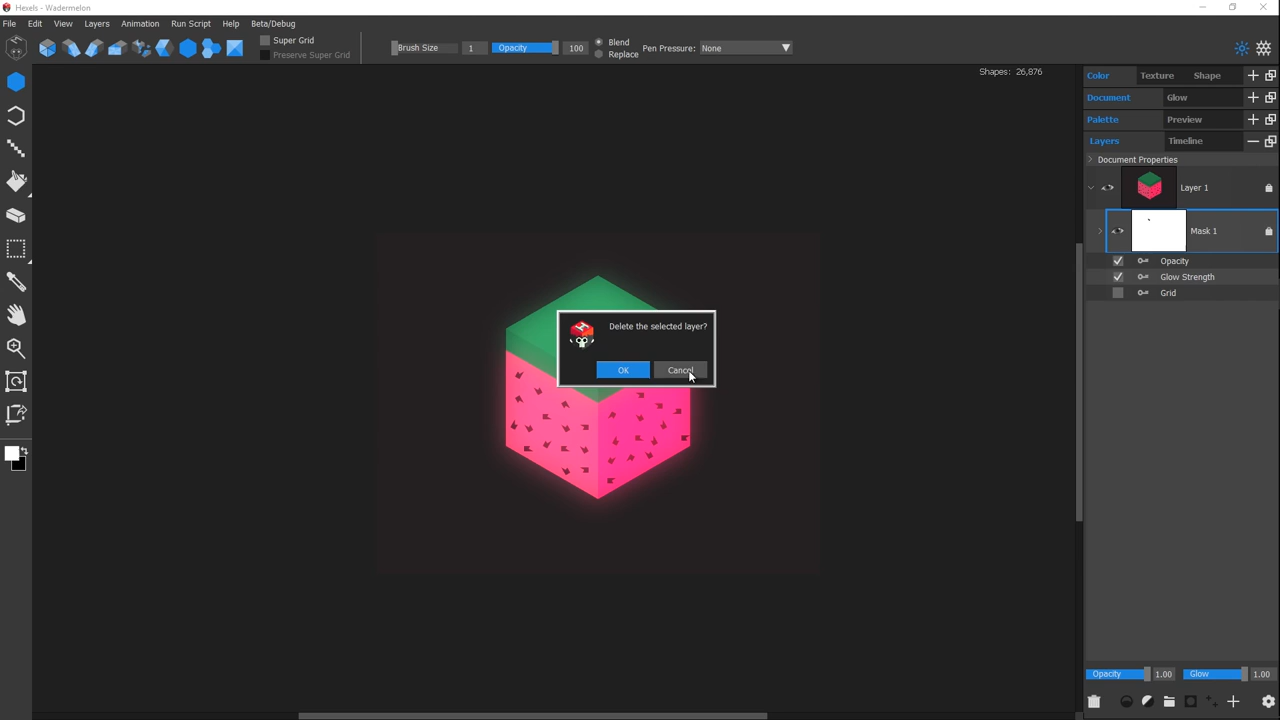 Hexels - Wadermelon
File Edit View Layers Animation Run Script Help Beta/Debug
Super Grid
Preserve Super Grid
Brush Size 1 Opacity 100
Blend
Replace
Pen Pressure: None
Shapes: 26,876
Color Texture Shape
Document Glow
Palette Preview
Layers Timeline
Document Properties
Layer 1
Mask 1
Opacity
Glow Strength
Grid
Delete the selected layer?
OK Cancel
Opacity 1.00 Glow 1.00